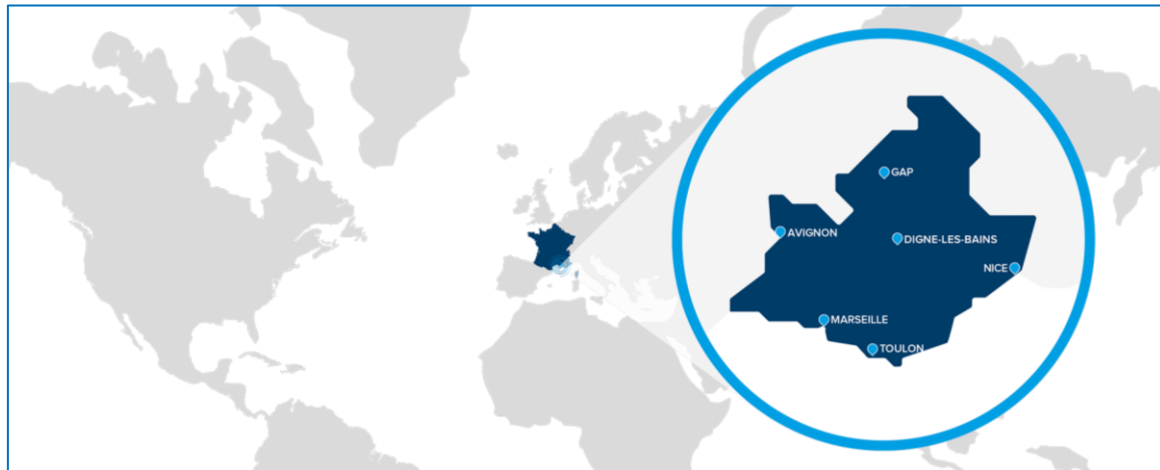 GAP
AVIGNON
DIGNE-LES-BAINS
NICE
MARSEILLE
TOULON